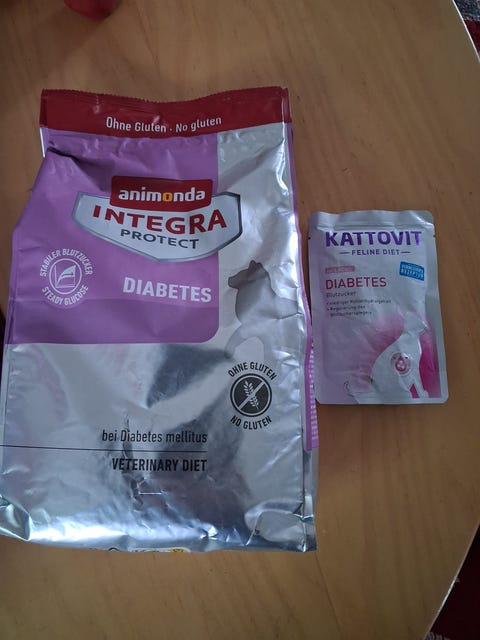 Ohne Gluten · No gluten
animonda
INTEGRA
PROTECT
STABILER BLUTZUCKER
STEADY GLUCOSE
DIABETES
OHNE GLUTEN
NO GLUTEN
bei Diabetes mellitus
VETERINARY DIET
KATTOVIT
FELINE DIET
DIABETES
Blutzucker